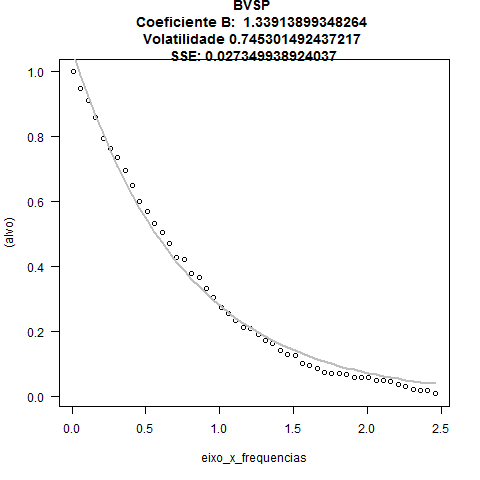 BVSP
Coeficiente B:  1.33913899348264
Volatilidade 0.745301492437217
SSE: 0.027349938924037
1.0
0.8
0.6
0.4
0.2
0.0
(alvo)
0.0 0.5 1.0 1.5 2.0 2.5
eixo_x_frequencias